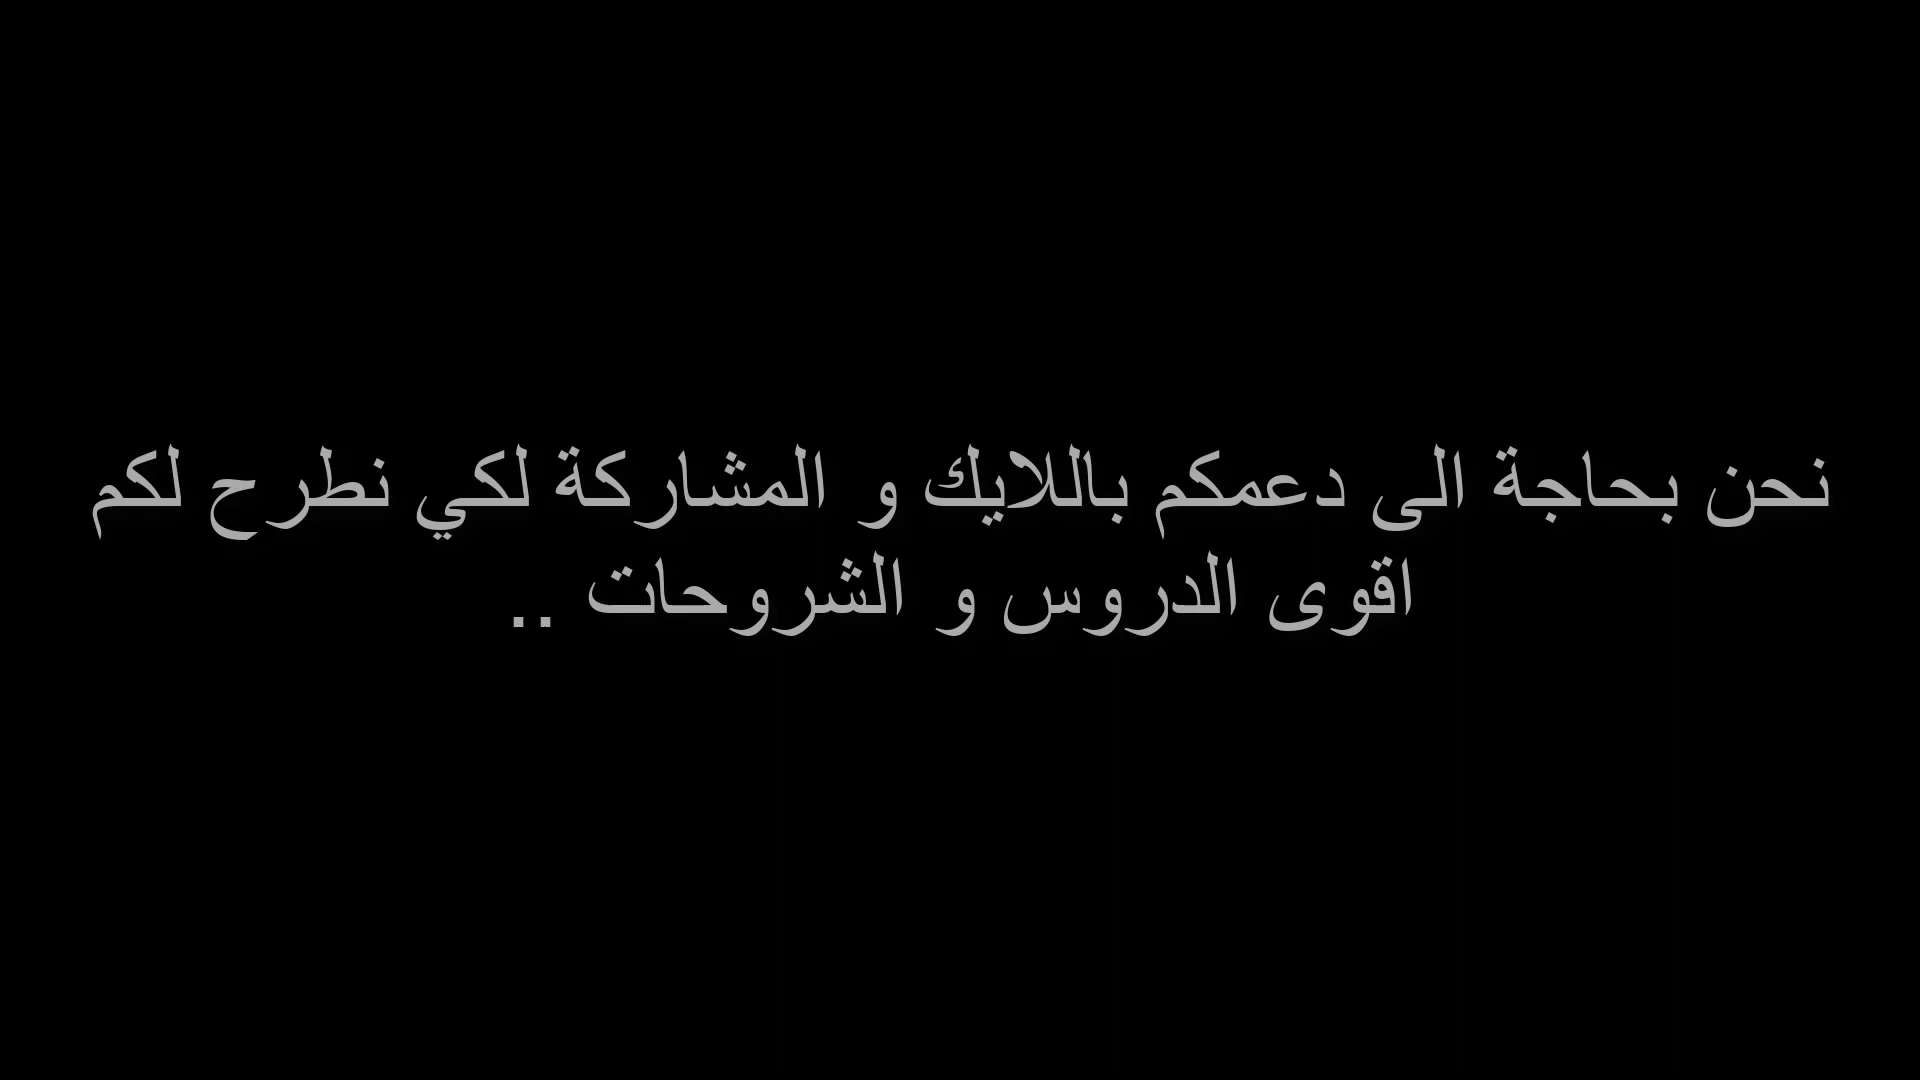 نحن بحاجة الى دعمكم باللايك و المشاركة لكي نطرح لكم
اقوى الدروس و الشروحات ..